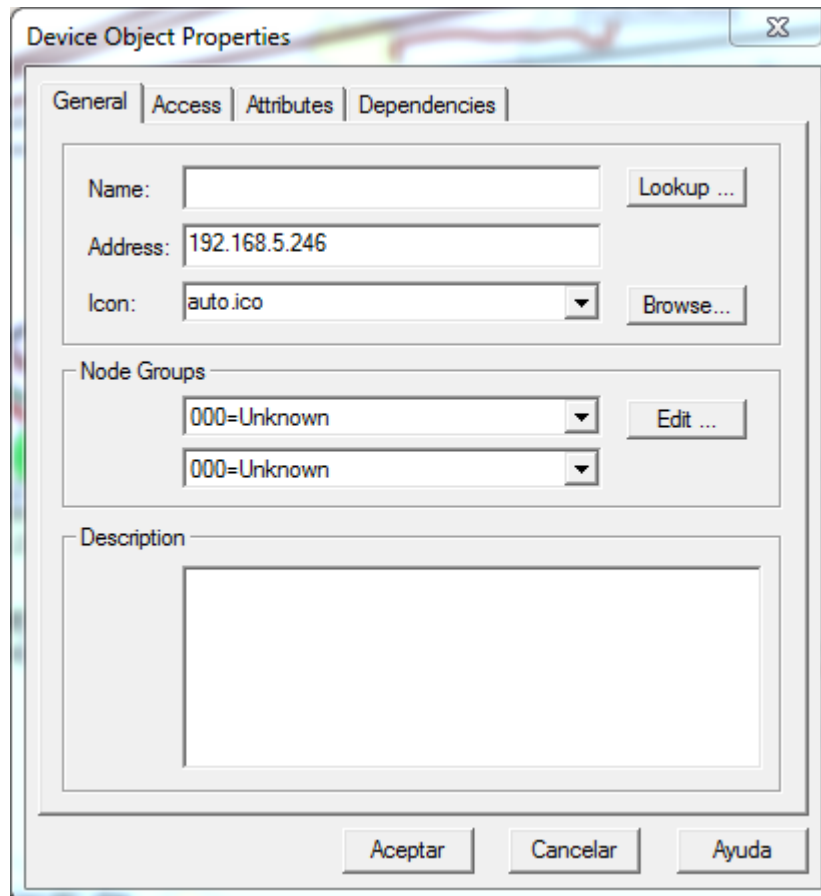 Device Object Properties
General Access Attributes Dependencies
Name: Lookup ...
Address: 192.168.5.246
Icon: auto.ico Browse...
Node Groups
000=Unknown Edit ...
000=Unknown
Description
Aceptar Cancelar Ayuda